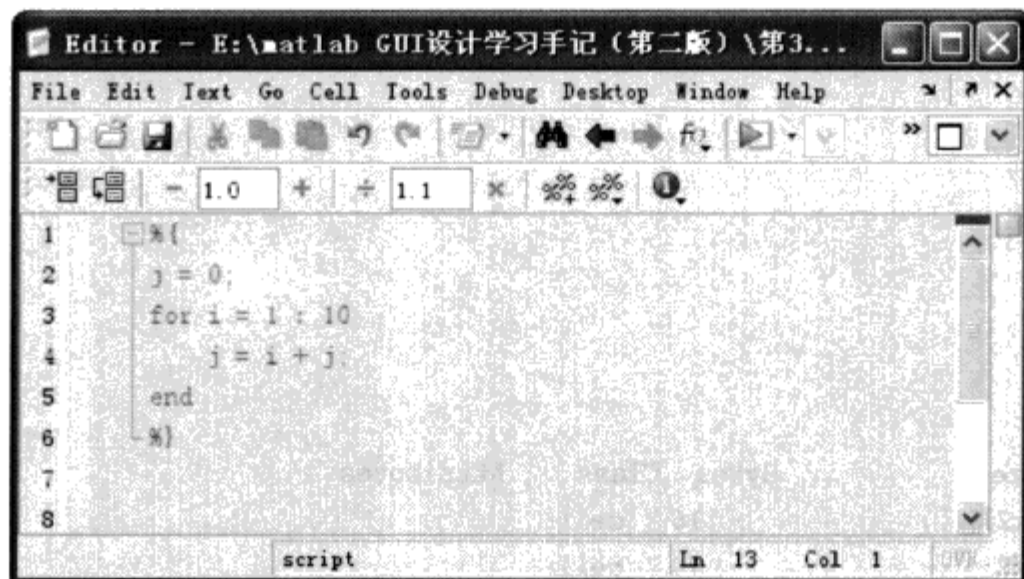 Editor - E:\matlab GUI设计学习手记（第二版）\第3...
File Edit Text Go Cell Tools Debug Desktop Window Help
- 1.0 + ÷ 1.1 ×
1 %{
2 j = 0;
3 for i = 1 : 10
4 j = i + j;
5 end
6 %}
7
8
script Ln 13 Col 1 OVR